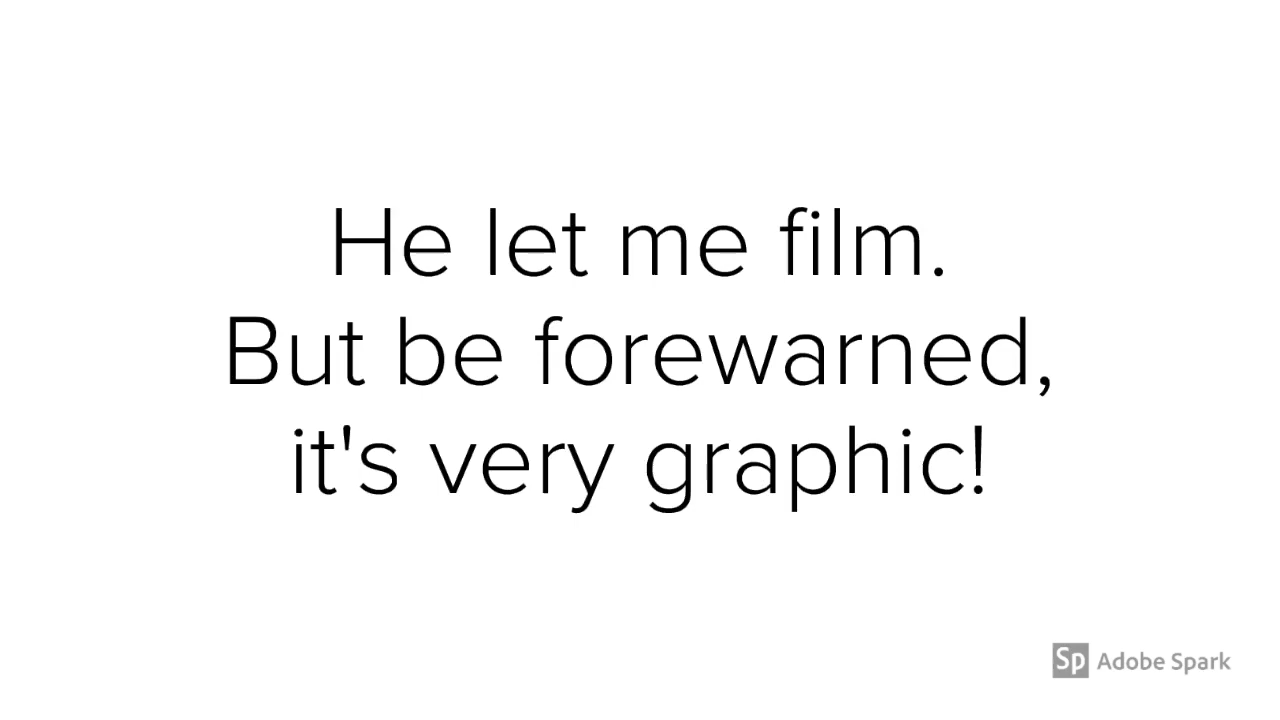 He let me film.
But be forewarned,
it's very graphic!
Sp Adobe Spark